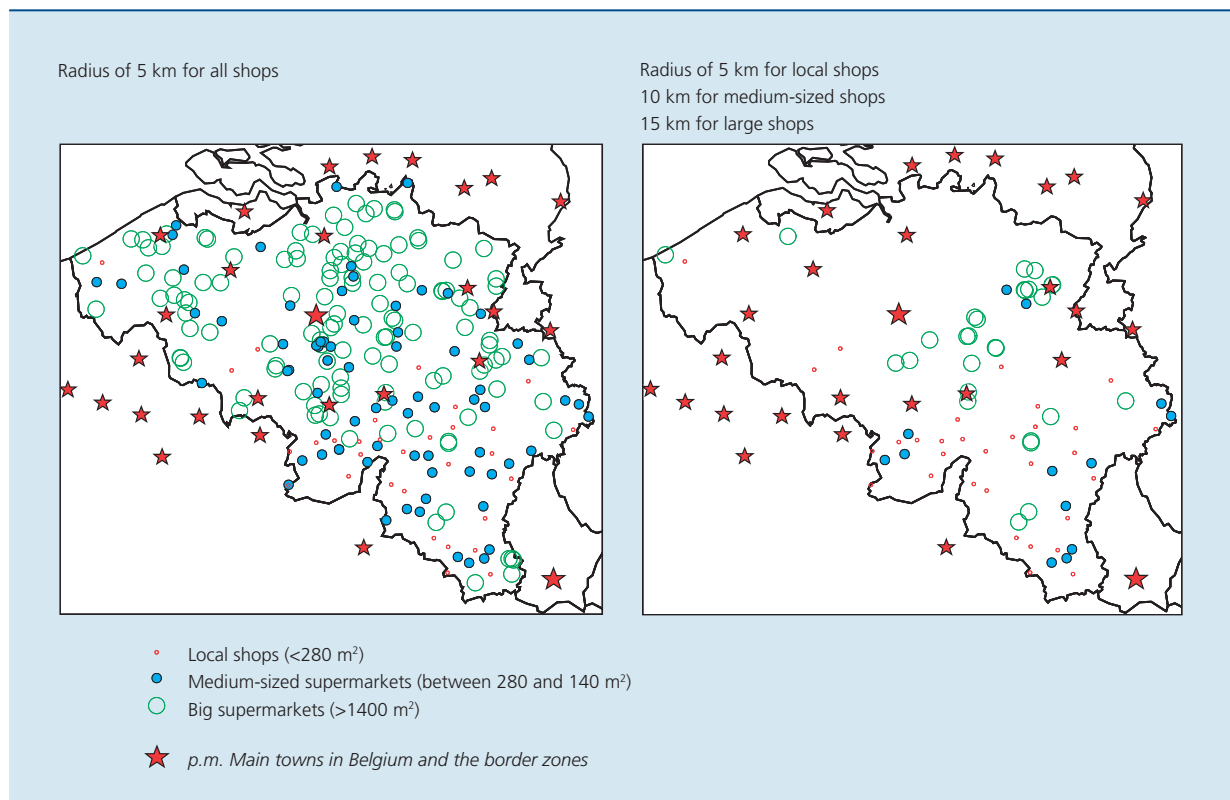 Radius of 5 km for all shops
Radius of 5 km for local shops
10 km for medium-sized shops
15 km for large shops
Local shops (<280 m²)
Medium-sized supermarkets (between 280 and 140 m²)
Big supermarkets (>1400 m²)
p.m. Main towns in Belgium and the border zones